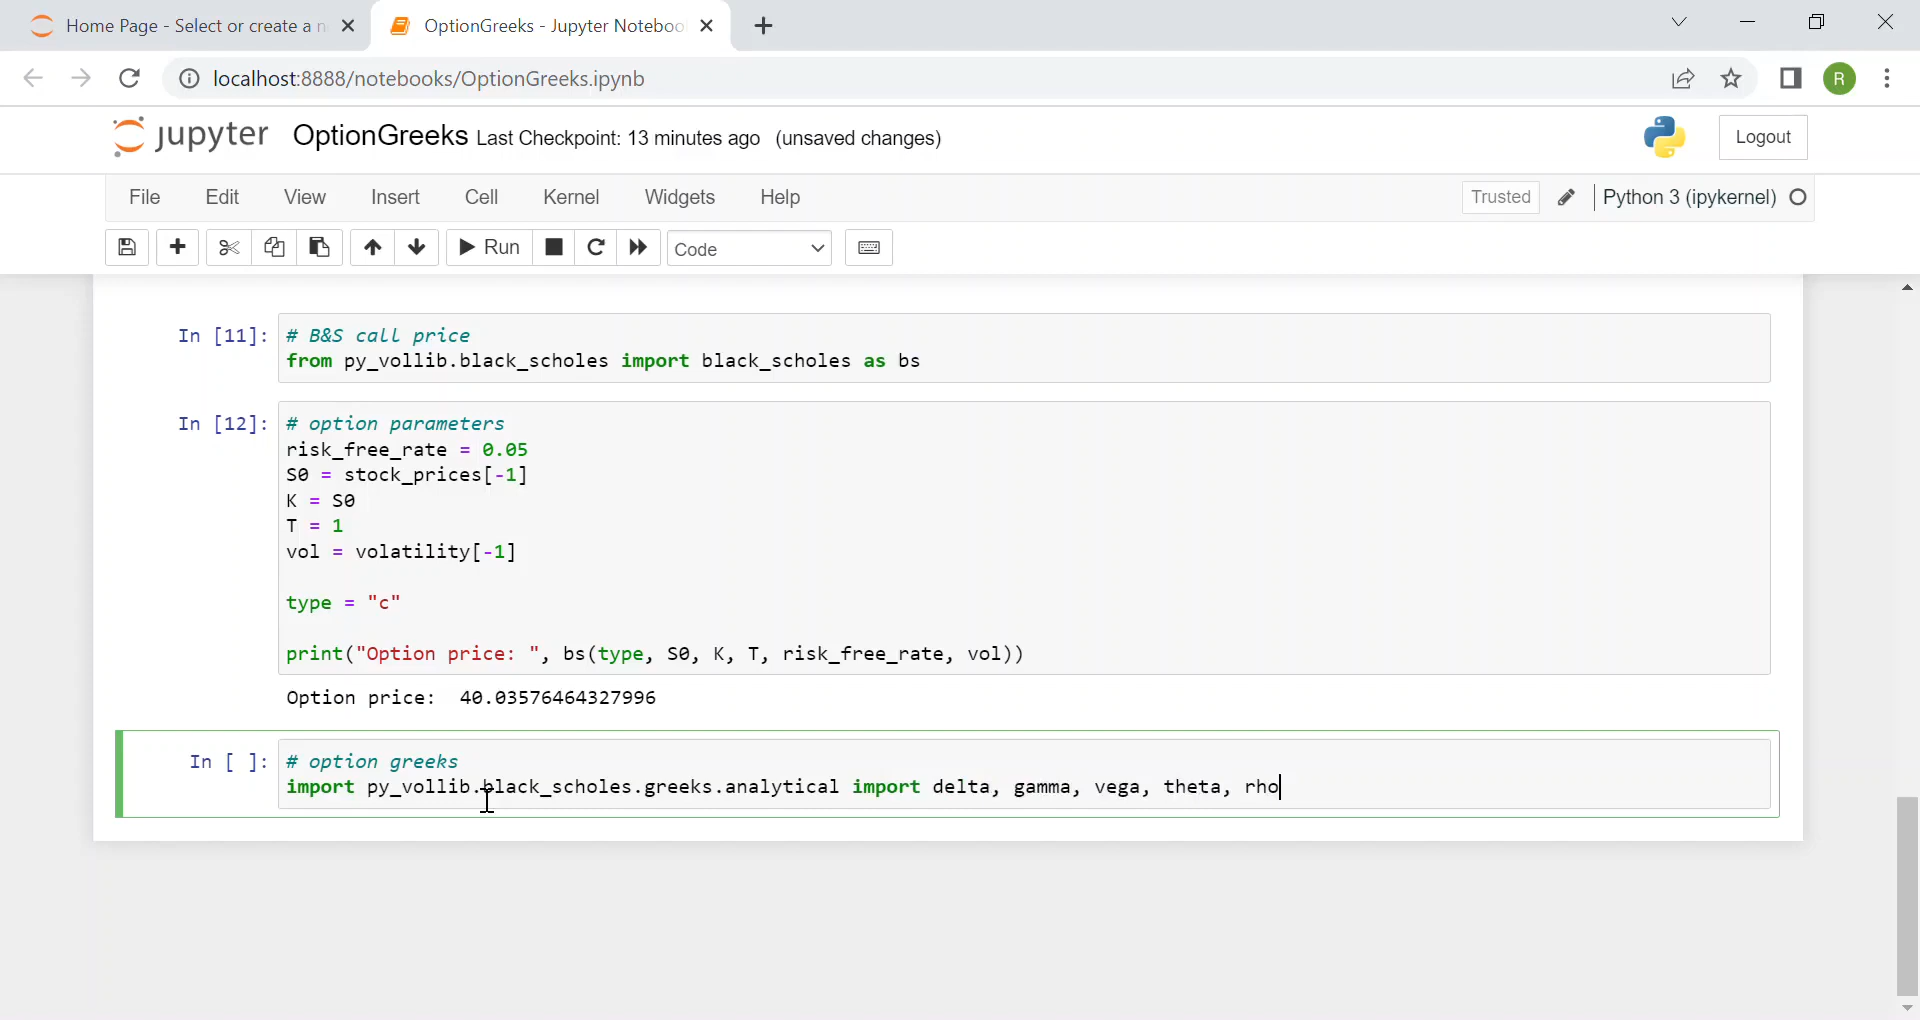 Home Page - Select or create a n
OptionGreeks - Jupyter Noteboo
localhost:8888/notebooks/OptionGreeks.ipynb
R
jupyter OptionGreeks Last Checkpoint: 13 minutes ago (unsaved changes)
Logout
File Edit View Insert Cell Kernel Widgets Help
Trusted
Python 3 (ipykernel)
Run
Code
In [11]: # B&S call price
from py_vollib.black_scholes import black_scholes as bs
In [12]: # option parameters
risk_free_rate = 0.05
S0 = stock_prices[-1]
K = S0
T = 1
vol = volatility[-1]
type = "c"
print("Option price: ", bs(type, S0, K, T, risk_free_rate, vol))
Option price:  40.03576464327996
In [ ]: # option greeks
import py_vollib.black_scholes.greeks.analytical import delta, gamma, vega, theta, rho